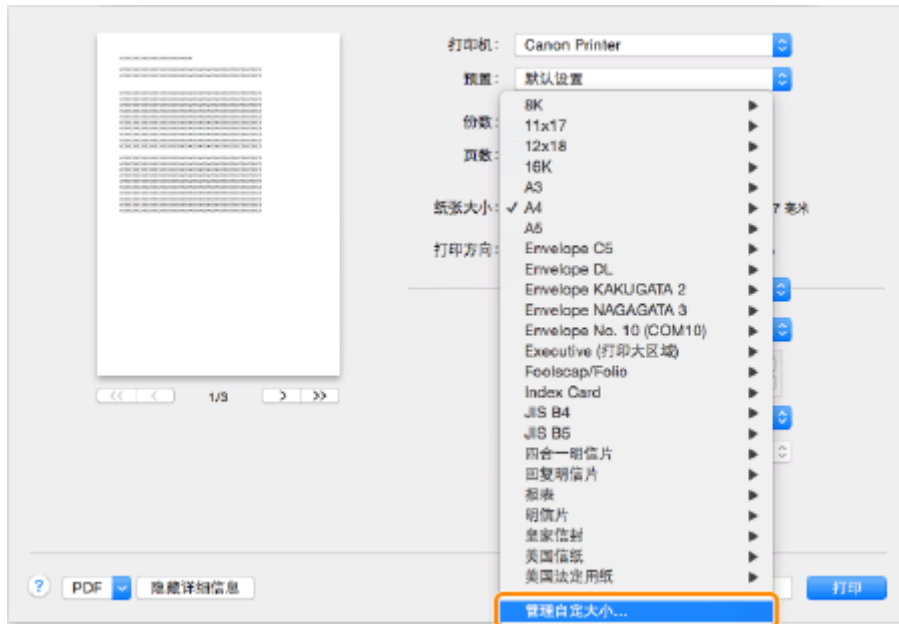 打印机： Canon Printer
预置： 默认设置
份数：
页数：
纸张大小：
打印方向：
8K
11x17
12x18
16K
A3
✓ A4
A5
Envelope C5
Envelope DL
Envelope KAKUGATA 2
Envelope NAGAGATA 3
Envelope No. 10 (COM10)
Executive (打印大区域)
Foolscap/Folio
Index Card
JIS B4
JIS B5
四合一明信片
回复明信片
报表
明信片
皇家信封
美国信纸
美国法定用纸
管理自定大小...
7 毫米
1/3
? PDF 隐藏详细信息 打印